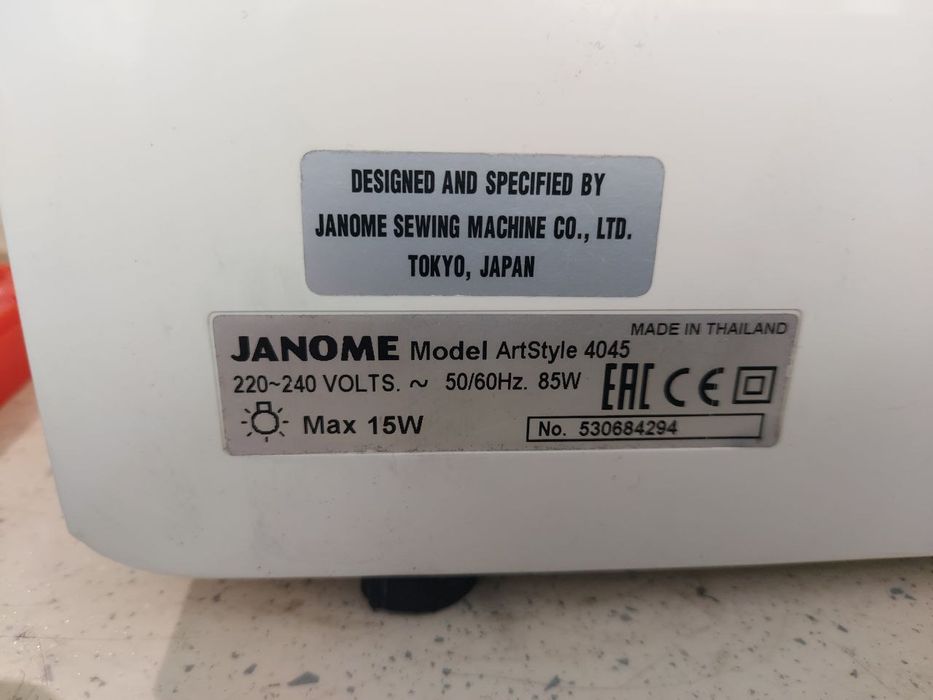 DESIGNED AND SPECIFIED BY
JANOME SEWING MACHINE CO., LTD.
TOKYO, JAPAN
MADE IN THAILAND
JANOME Model ArtStyle 4045
220~240 VOLTS. ~ 50/60Hz. 85W
EAC CE
Max 15W
No. 530684294